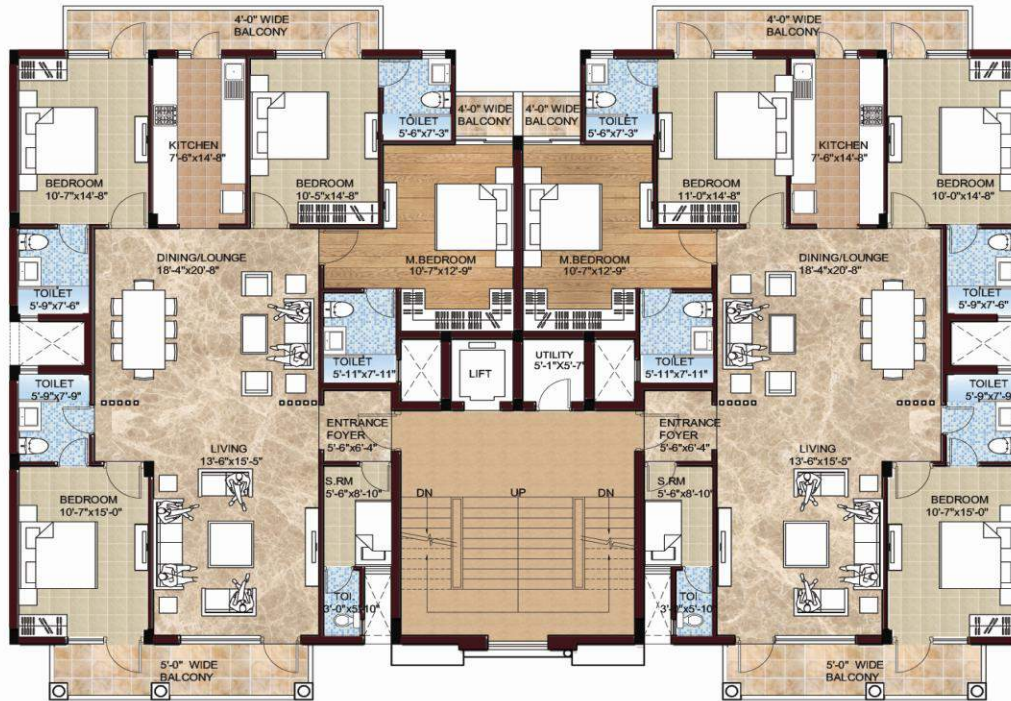 4'-0" WIDE
BALCONY
4'-0" WIDE
BALCONY
TOILET
5'-6"x7'-3"
4'-0" WIDE
BALCONY
4'-0" WIDE
BALCONY
TOILET
5'-6"x7'-3"
KITCHEN
7'-6"x14'-8"
KITCHEN
7'-6"x14'-8"
BEDROOM
10'-7"x14'-8"
BEDROOM
10'-5"x14'-8"
BEDROOM
11'-0"x14'-8"
BEDROOM
10'-0"x14'-8"
DINING/LOUNGE
18'-4"x20'-8"
M.BEDROOM
10'-7"x12'-9"
M.BEDROOM
10'-7"x12'-9"
DINING/LOUNGE
18'-4"x20'-8"
TOILET
5'-9"x7'-6"
TOILET
5'-9"x7'-6"
TOILET
5'-11"x7'-11"
LIFT
UTILITY
5'-1"X5'-7"
TOILET
5'-11"x7'-11"
TOILET
5'-9"x7'-9"
TOILET
5'-9"x7'-9"
ENTRANCE
FOYER
5'-6"x6'-4"
ENTRANCE
FOYER
5'-6"x6'-4"
LIVING
13'-6"x15'-5"
LIVING
13'-6"x15'-5"
S.RM
5'-6"x8'-10"
DN
UP
DN
S.RM
5'-6"x8'-10"
BEDROOM
10'-7"x15'-0"
BEDROOM
10'-7"x15'-0"
TOI.
3'-0"x5'-10"
TOI.
3'-0"x5'-10"
5'-0" WIDE
BALCONY
5'-0" WIDE
BALCONY